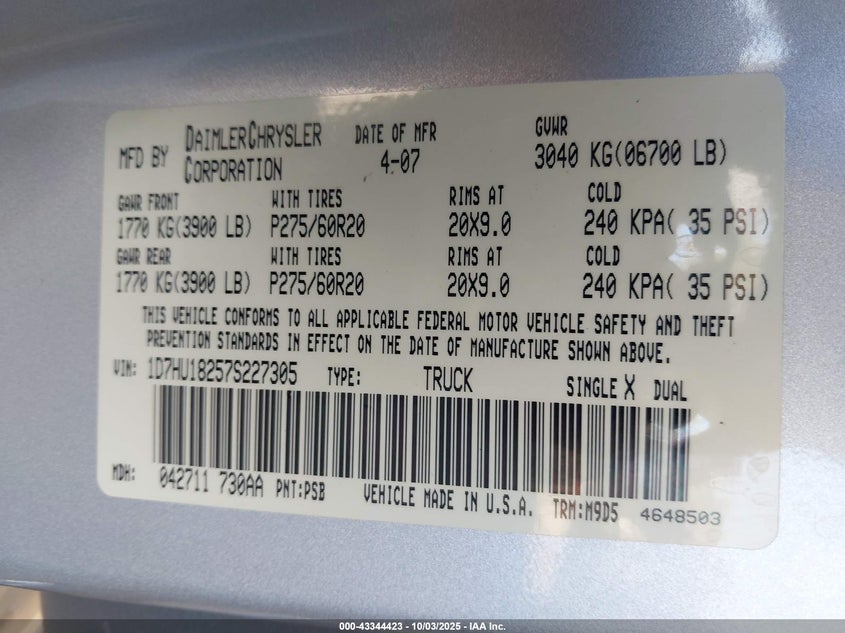 MFD BY DAIMLERCHRYSLER CORPORATION DATE OF MFR 4-07 GVWR 3040 KG(06700 LB)
GAWR FRONT WITH TIRES RIMS AT COLD
1770 KG(3900 LB) P275/60R20 20X9.0 240 KPA( 35 PSI)
GAWR REAR WITH TIRES RIMS AT COLD
1770 KG(3900 LB) P275/60R20 20X9.0 240 KPA( 35 PSI)
THIS VEHICLE CONFORMS TO ALL APPLICABLE FEDERAL MOTOR VEHICLE SAFETY AND THEFT
PREVENTION STANDARDS IN EFFECT ON THE DATE OF MANUFACTURE SHOWN ABOVE.
VIN: 1D7HU18257S227305 TYPE: TRUCK SINGLE X DUAL
MDH: 042711 730AA PNT:PSB VEHICLE MADE IN U.S.A. TRM:M9D5 4648503
000-43344423 - 10/03/2025 - IAA Inc.